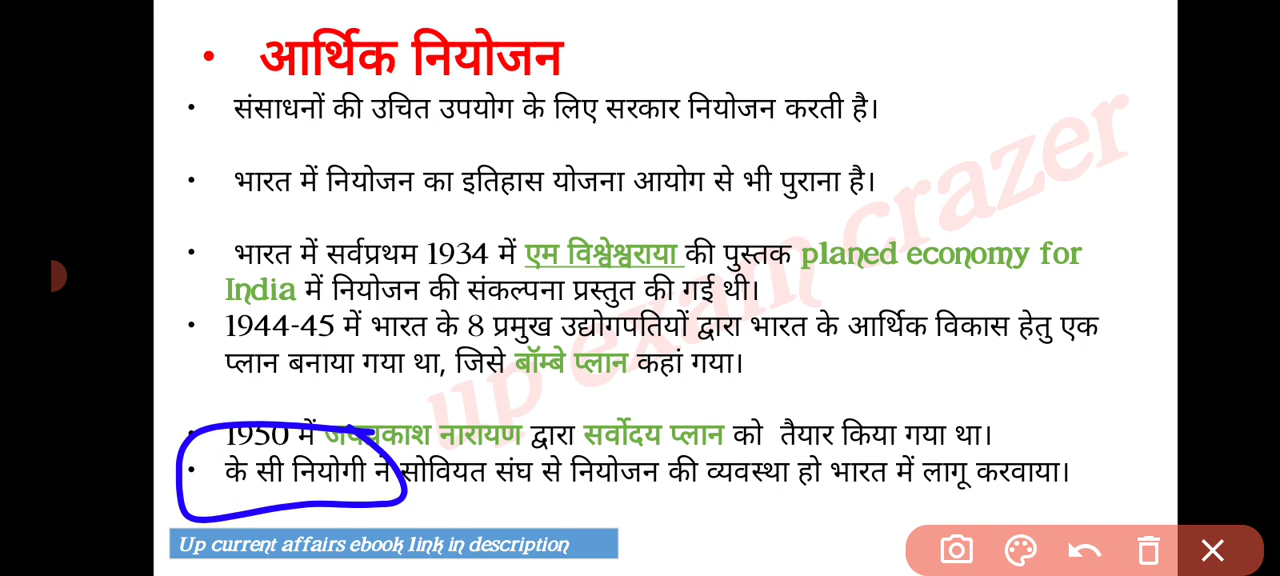 • आर्थिक नियोजन
• संसाधनों की उचित उपयोग के लिए सरकार नियोजन करती है।
• भारत में नियोजन का इतिहास योजना आयोग से भी पुराना है।
• भारत में सर्वप्रथम 1934 में एम विश्वेश्वराया की पुस्तक planed economy for
India में नियोजन की संकल्पना प्रस्तुत की गई थी।
• 1944-45 में भारत के 8 प्रमुख उद्योगपतियों द्वारा भारत के आर्थिक विकास हेतु एक
प्लान बनाया गया था, जिसे बॉम्बे प्लान कहां गया।
• 1950 में जयप्रकाश नारायण द्वारा सर्वोदय प्लान को तैयार किया गया था।
• के सी नियोगी ने सोवियत संघ से नियोजन की व्यवस्था हो भारत में लागू करवाया।
up exam crazer
Up current affairs ebook link in description